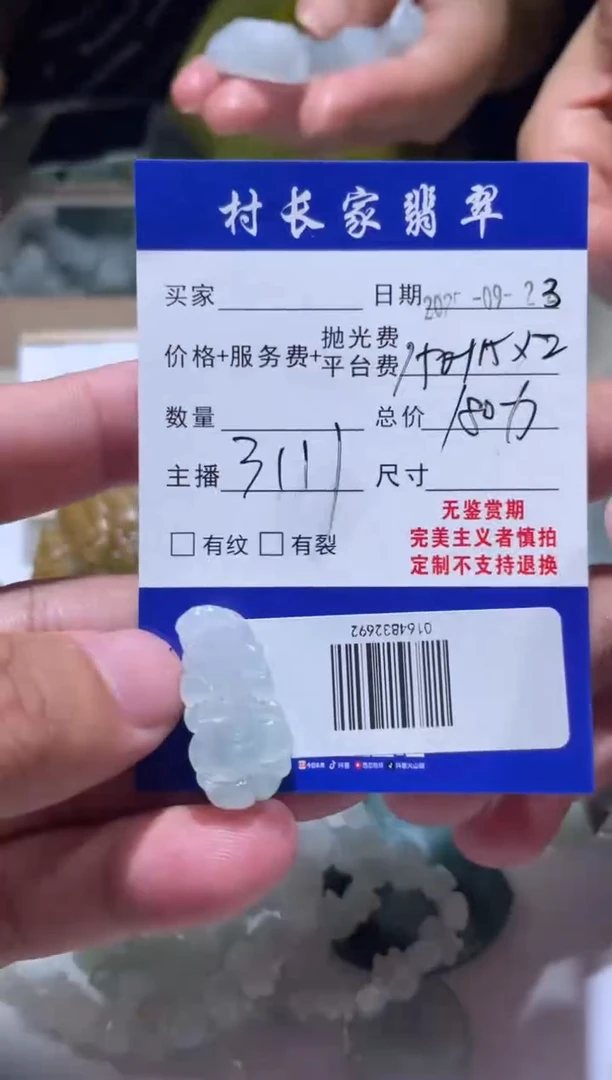 村长家翡翠
买家 日期 2025-09-23
价格+服务费+抛光费
平台费
数量 总价 180
主播 3111 尺寸
无鉴赏期
完美主义者慎拍
定制不支持退换
□有纹 □有裂
0164832692